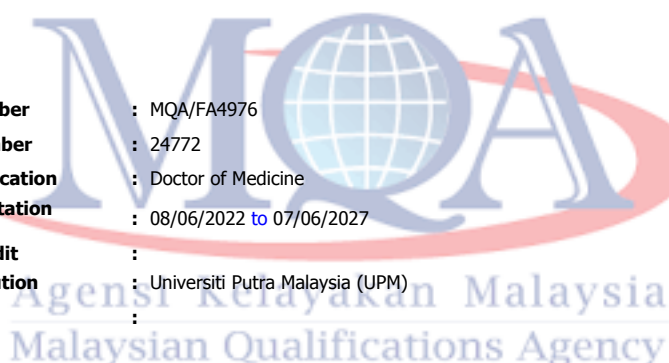 MQA
ber : MQA/FA4976
ber : 24772
cation : Doctor of Medicine
tation : 08/06/2022 to 07/06/2027
dit :
tion : Universiti Putra Malaysia (UPM)
:
Agensi Kelayakan Malaysia
Malaysian Qualifications Agency